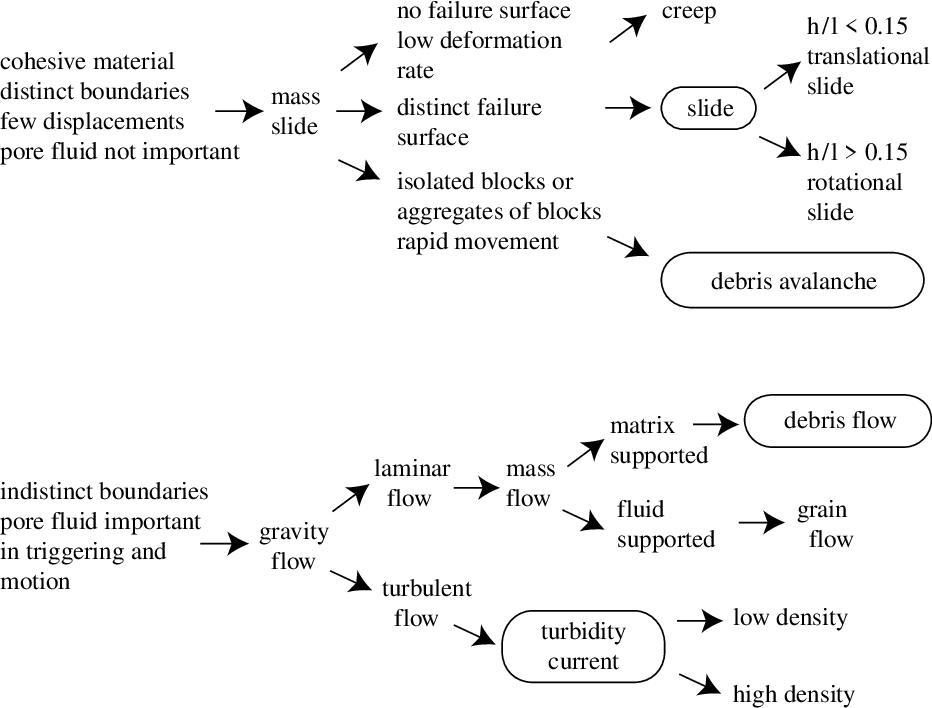 cohesive material
distinct boundaries
few displacements
pore fluid not important
mass
slide
no failure surface
low deformation
rate
creep
distinct failure
surface
slide
h/l < 0.15
translational
slide
h/l > 0.15
rotational
slide
isolated blocks or
aggregates of blocks
rapid movement
debris avalanche
indistinct boundaries
pore fluid important
in triggering and
motion
gravity
flow
laminar
flow
mass
flow
matrix
supported
debris flow
fluid
supported
grain
flow
turbulent
flow
turbidity
current
low density
high density